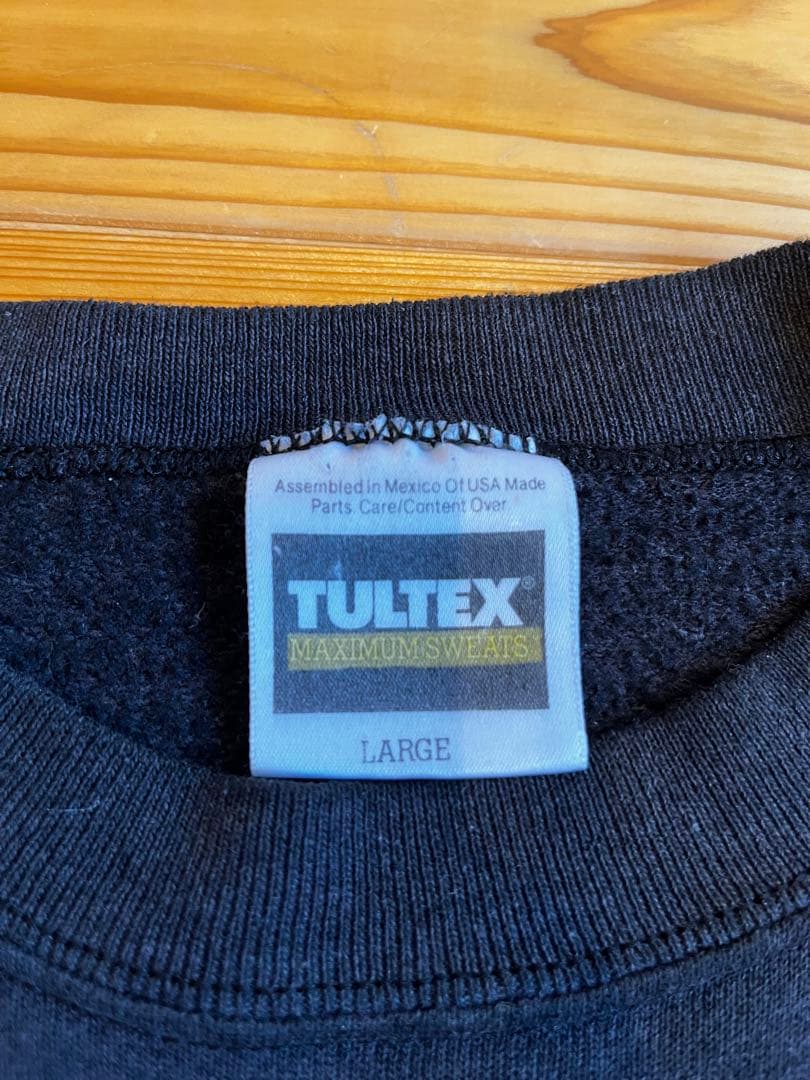 Assembled in Mexico Of USA Made
Parts Care/Content Over
TULTEX®
MAXIMUM SWEATS
LARGE